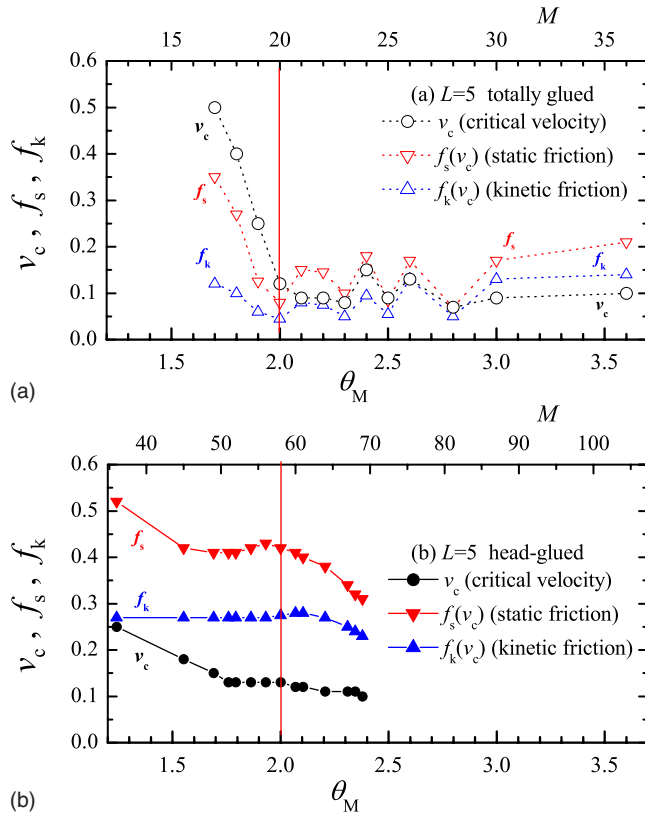 M
15 20 25 30 35
0.6
0.5
0.4
0.3
0.2
0.1
0.0
v_c , f_s , f_k
(a) L=5 totally glued
v_c (critical velocity)
f_s(v_c) (static friction)
f_k(v_c) (kinetic friction)
v_c
f_s
f_k
f_s
f_k
v_c
1.5 2.0 2.5 3.0 3.5
θ_M
(a)
M
40 50 60 70 80 90 100
0.6
0.5
0.4
0.3
0.2
0.1
0.0
v_c , f_s , f_k
f_s
f_k
v_c
(b) L=5 head-glued
v_c (critical velocity)
f_s(v_c) (static friction)
f_k(v_c) (kinetic friction)
1.5 2.0 2.5 3.0 3.5
θ_M
(b)